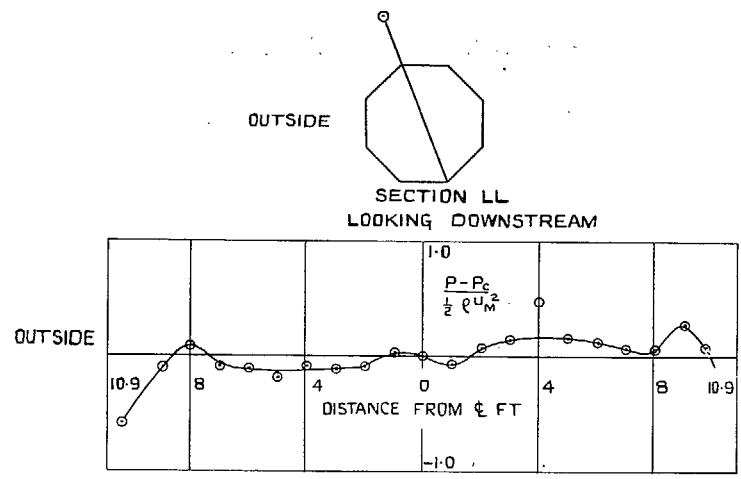 OUTSIDE
SECTION LL
LOOKING DOWNSTREAM
1·0
P-Pc
½ ρUM²
OUTSIDE
10·9 8 4 0 4 8 10·9
DISTANCE FROM ℄ FT
-1·0